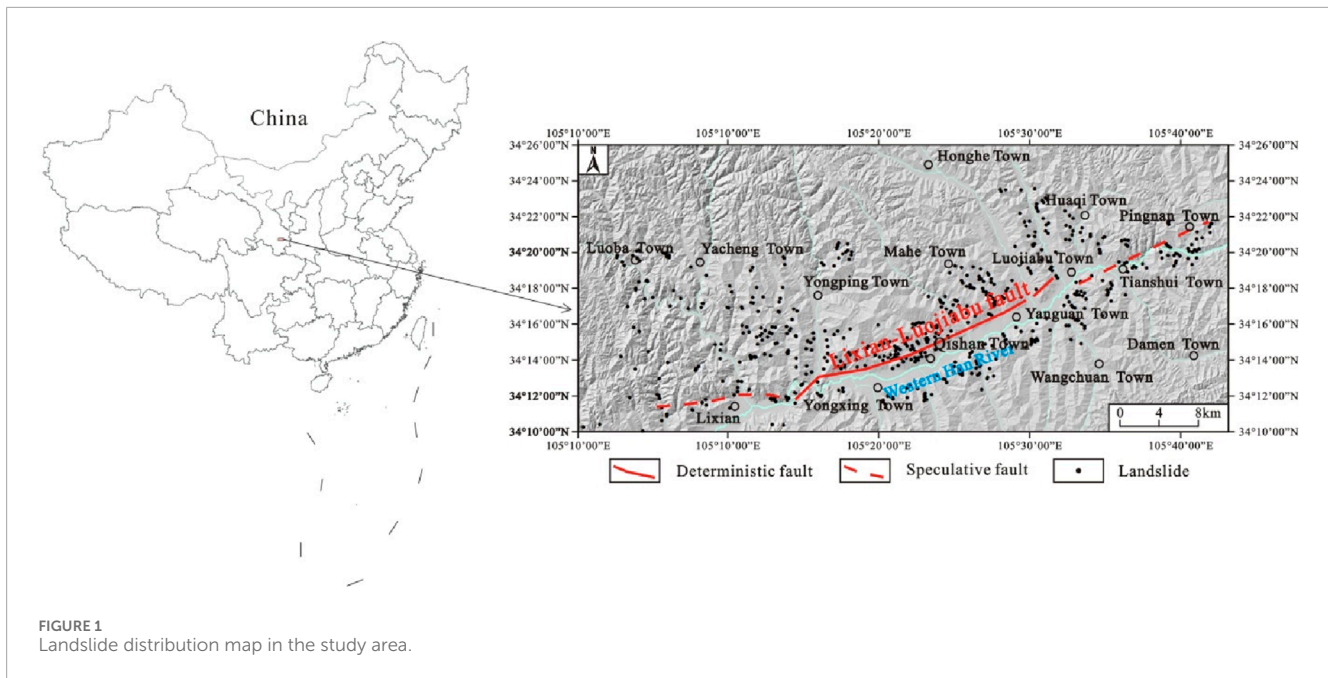 China
105°10'00"E 105°10'00"E 105°20'00"E 105°30'00"E 105°40'00"E
34°26'00"N 34°26'00"N
N
Honghe Town
34°24'00"N 34°24'00"N
Huaqi Town
34°22'00"N Pingnan Town 34°22'00"N
34°20'00"N Luoba Town Yacheng Town Mahe Town Luojiabu Town 34°20'00"N
Tianshui Town
34°18'00"N Yongping Town 34°18'00"N
Lixian-Luojiabu fault
34°16'00"N Yanguan Town 34°16'00"N
Qishan Town Damen Town
34°14'00"N Western Han River Wangchuan Town 34°14'00"N
34°12'00"N Lixian Yongxing Town 34°12'00"N
0 4 8km
34°10'00"N 34°10'00"N
105°10'00"E 105°10'00"E 105°20'00"E 105°30'00"E 105°40'00"E
Deterministic fault Speculative fault Landslide
FIGURE 1
Landslide distribution map in the study area.